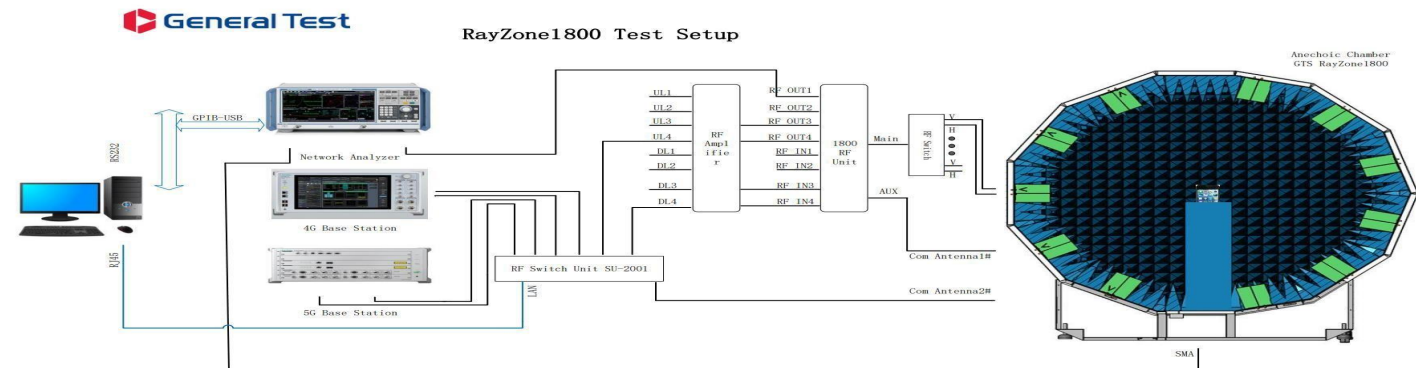 General Test
RayZone1800 Test Setup
Anechoic Chamber
GTS RayZone1800
GPIB-USB
RS232
Network Analyzer
4G Base Station
5G Base Station
RJ45
LAN
RF Switch Unit SU-2001
UL1
UL2
UL3
UL4
DL1
DL2
DL3
DL4
RF
Ampl
ifie
r
RF OUT1
RF OUT2
RF OUT3
RF OUT4
RF IN1
RF IN2
RF IN3
RF IN4
1800
RF
Unit
Main
AUX
RF Switch
V
H
V
H
Com Antenna1#
Com Antenna2#
SMA